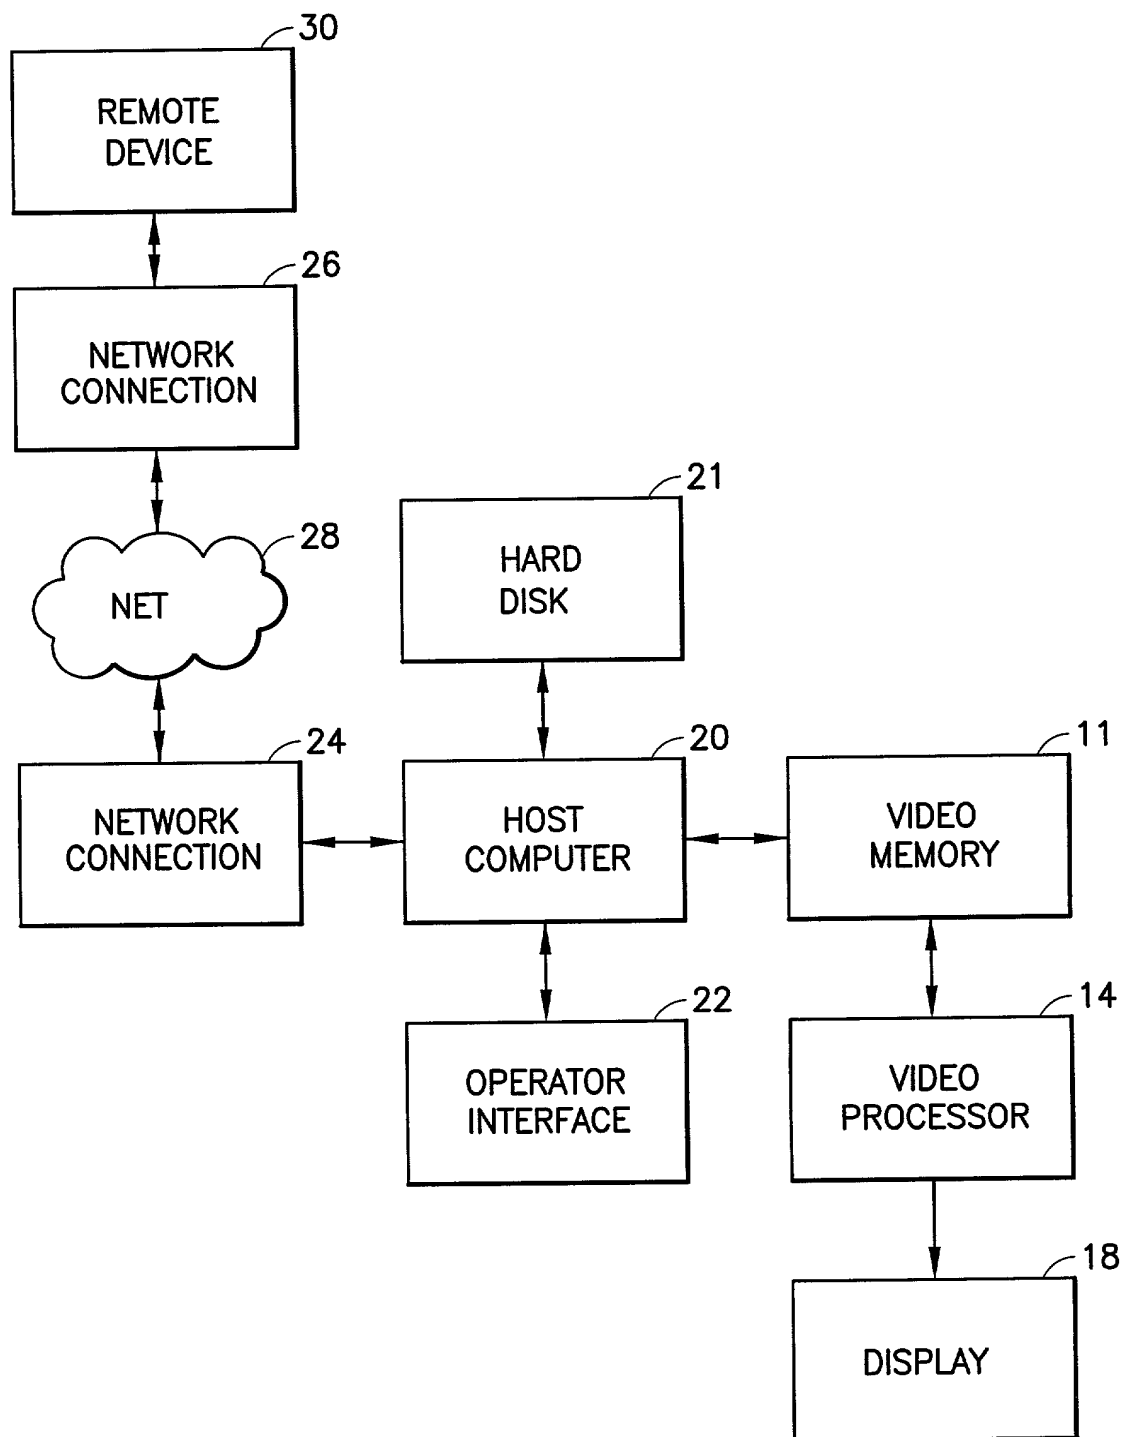 30
REMOTE
DEVICE
26
NETWORK
CONNECTION
28
NET
21
HARD
DISK
24
NETWORK
CONNECTION
20
HOST
COMPUTER
11
VIDEO
MEMORY
22
OPERATOR
INTERFACE
14
VIDEO
PROCESSOR
18
DISPLAY